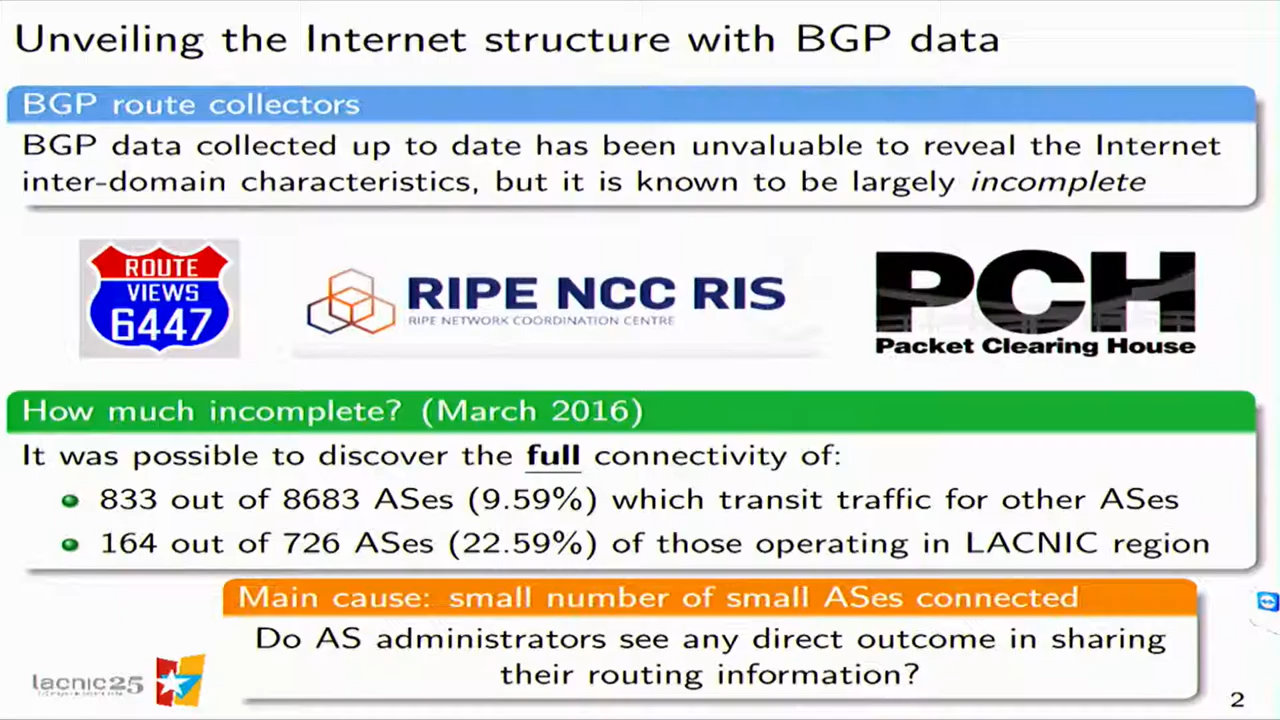 Unveiling the Internet structure with BGP data
BGP route collectors
BGP data collected up to date has been unvaluable to reveal the Internet
inter-domain characteristics, but it is known to be largely incomplete
ROUTE
VIEWS
6447
RIPE NCC RIS
RIPE NETWORK COORDINATION CENTRE
PCH
Packet Clearing House
How much incomplete? (March 2016)
It was possible to discover the full connectivity of:
833 out of 8683 ASes (9.59%) which transit traffic for other ASes
164 out of 726 ASes (22.59%) of those operating in LACNIC region
Main cause: small number of small ASes connected
Do AS administrators see any direct outcome in sharing
their routing information?
lacnic25
2